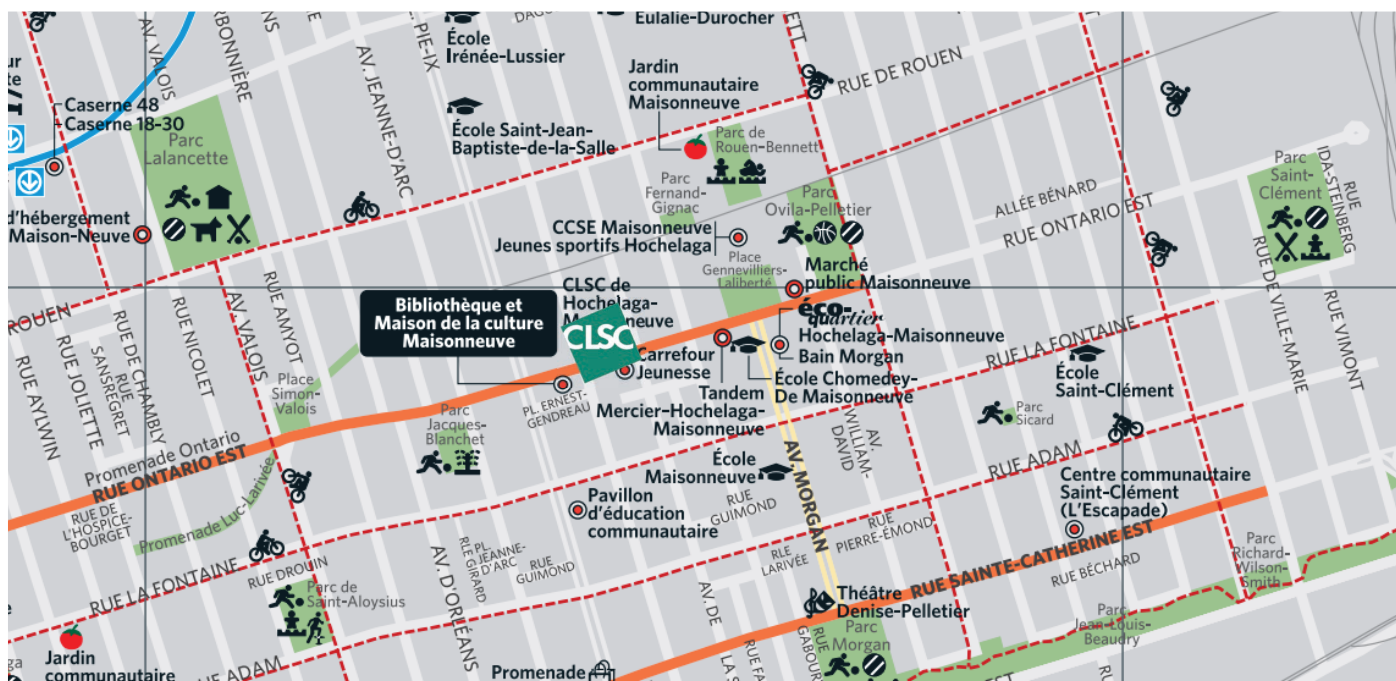 AV. VALOIS
RBONNIÈRE
AV. JEANNE-D'ARC
PIE-IX
École
Irénée-Lussier
Eulalie-Durocher
ETT
RUE DE ROUEN
Jardin
communautaire
Maisonneuve
Caserne 48
Caserne 18-30
Parc
Lalancette
École Saint-Jean-
Baptiste-de-la-Salle
Parc de
Rouen-Bennett
Parc
Fernand-
Gignac
Parc
Ovila-Pelletier
Parc
Saint-
Clément
RUE
IDA-STEINBERG
ALLÉE BÉNARD
RUE ONTARIO EST
d'hébergement
Maison-Neuve
CCSE Maisonneuve
Jeunes sportifs Hochelaga
Place
Gennevilliers-
Laliberté
Marché
public Maisonneuve
CLSC de
Hochelaga-
Maisonneuve
CLSC
Bibliothèque et
Maison de la culture
Maisonneuve
éco-
quartier
Hochelaga-Maisonneuve
Bain Morgan
ROUEN
RUE AYLWIN
RUE JOLIETTE
RUE
SANSREGRET
RUE DE CHAMBLY
RUE NICOLET
AV. VALOIS
RUE AMYOT
Place
Simon-
Valois
Carrefour
Jeunesse
PL. ERNEST-
GENDREAU
Tandem
Mercier-Hochelaga-
Maisonneuve
École Chomedey-
De Maisonneuve
RUE LA FONTAINE
École
Saint-Clément
RUE DE VILLE-MARIE
RUE VIMONT
Parc
Sicard
Parc
Jacques-
Blanchet
AV.
WILLIAM-
DAVID
AV. MORGAN
RUE ADAM
Promenade Ontario
RUE ONTARIO EST
RUE DE
L'HOSPICE-
BOURGET
Promenade Luc-Larivée
École
Maisonneuve
Centre communautaire
Saint-Clément
(L'Escapade)
Pavillon
d'éducation
communautaire
RUE
GUIMOND
RUE
PIERRE-ÉMOND
RLE
LARIVÉE
RUE SAINTE-CATHERINE EST
RUE BÉCHARD
Parc
Richard-
Wilson-
Smith
RUE LA FONTAINE
RUE DROUIN
AV. D'ORLÉANS
RLE
GIRARD
PL.
JEANNE-
D'ARC
RUE
GUIMOND
Parc de
Saint-Aloysius
Théâtre
Denise-Pelletier
Parc
Jean-Louis-
Beaudry
AV. DE
LA S
RUE
GABOUR
Parc
Morgan
Jardin
communautaire
RUE ADAM
Promenade